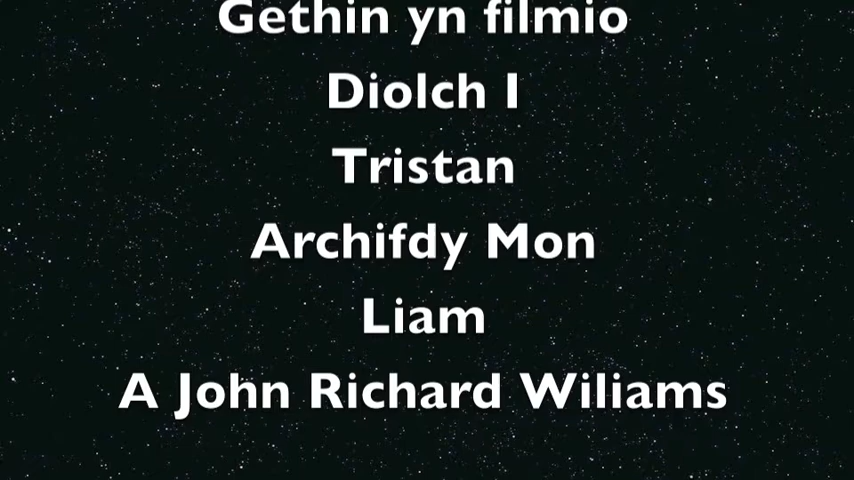 Gethin yn filmio
Diolch I
Tristan
Archifdy Mon
Liam
A John Richard Wiliams